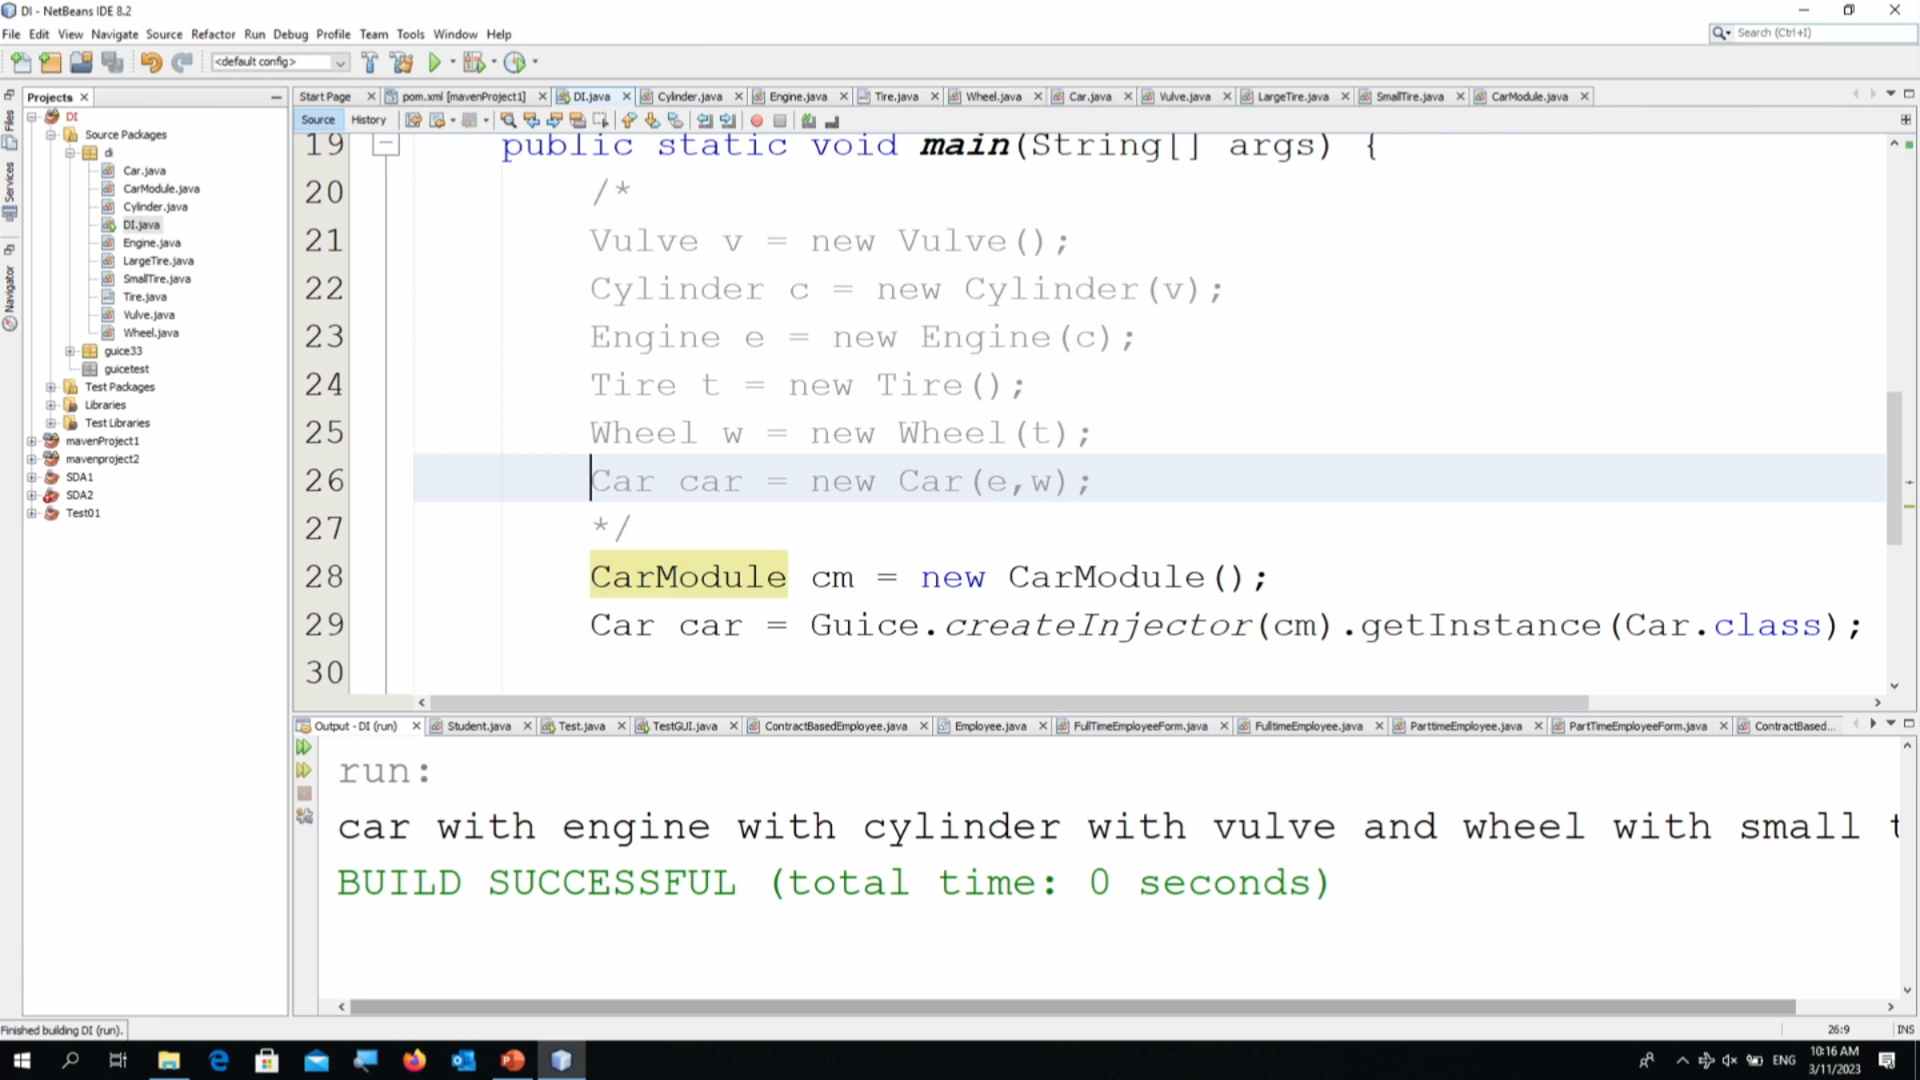 DI - NetBeans IDE 8.2
File Edit View Navigate Source Refactor Run Debug Profile Team Tools Window Help
Search (Ctrl+I)
<default config>
Projects
Start Page pom.xml [mavenProject1] DI.java Cylinder.java Engine.java Tire.java Wheel.java Car.java Vulve.java LargeTire.java SmallTire.java CarModule.java
Source History
Files
Services
Navigator
DI
Source Packages
di
Car.java
CarModule.java
Cylinder.java
DI.java
Engine.java
LargeTire.java
SmallTire.java
Tire.java
Vulve.java
Wheel.java
guice33
guicetest
Test Packages
Libraries
Test Libraries
mavenProject1
mavenproject2
SDA1
SDA2
Test01
19 public static void main(String[] args) {
20 /*
21 Vulve v = new Vulve();
22 Cylinder c = new Cylinder(v);
23 Engine e = new Engine(c);
24 Tire t = new Tire();
25 Wheel w = new Wheel(t);
26 Car car = new Car(e,w);
27 */
28 CarModule cm = new CarModule();
29 Car car = Guice.createInjector(cm).getInstance(Car.class);
30
Output - DI (run) Student.java Test.java TestGUI.java ContractBasedEmployee.java Employee.java FullTimeEmployeeForm.java FulltimeEmployee.java ParttimeEmployee.java PartTimeEmployeeForm.java ContractBased...
run:
car with engine with cylinder with vulve and wheel with small t
BUILD SUCCESSFUL (total time: 0 seconds)
Finished building DI (run).
26:9 INS
ENG
10:16 AM
3/11/2023